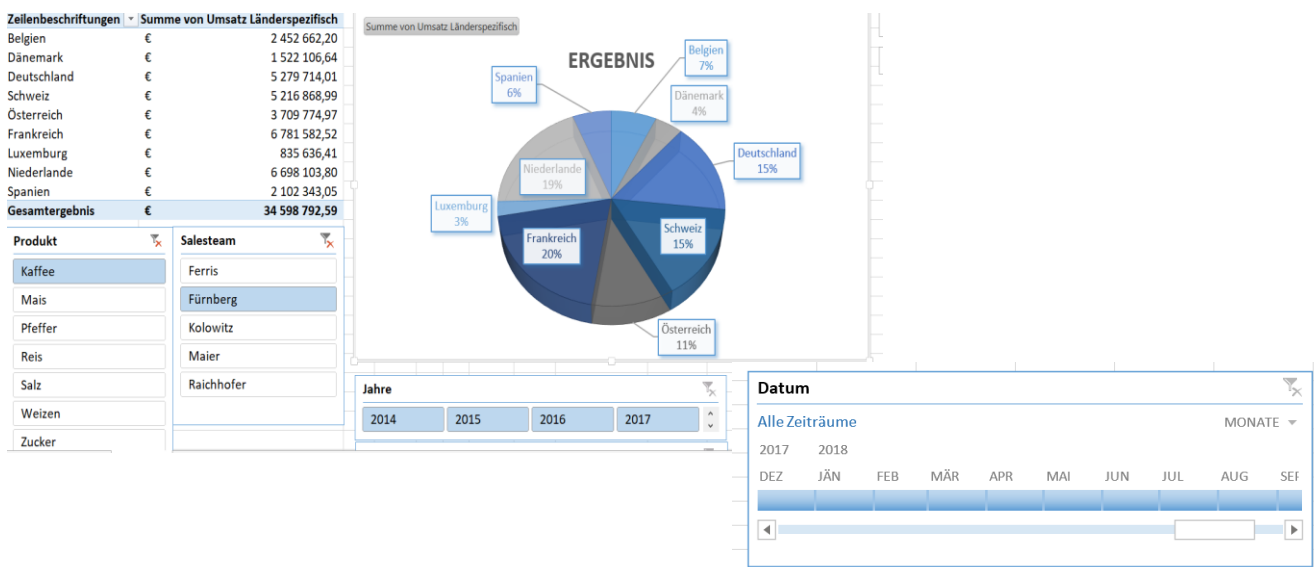 Zeilenbeschriftungen Summe von Umsatz Länderspezifisch
Belgien € 2 452 662,20
Dänemark € 1 522 106,64
Deutschland € 5 279 714,01
Schweiz € 5 216 868,99
Österreich € 3 709 774,97
Frankreich € 6 781 582,52
Luxemburg € 835 636,41
Niederlande € 6 698 103,80
Spanien € 2 102 343,05
Gesamtergebnis € 34 598 792,59
Produkt
Kaffee
Mais
Pfeffer
Reis
Salz
Weizen
Zucker
Salesteam
Ferris
Fürnberg
Kolowitz
Maier
Raichhofer
Summe von Umsatz Länderspezifisch
ERGEBNIS
Belgien
7%
Spanien
6%
Dänemark
4%
Deutschland
15%
Niederlande
19%
Luxemburg
3%
Frankreich
20%
Schweiz
15%
Österreich
11%
Jahre
2014 2015 2016 2017
Datum
Alle Zeiträume
MONATE
2017 2018
DEZ JÄN FEB MÄR APR MAI JUN JUL AUG SEP